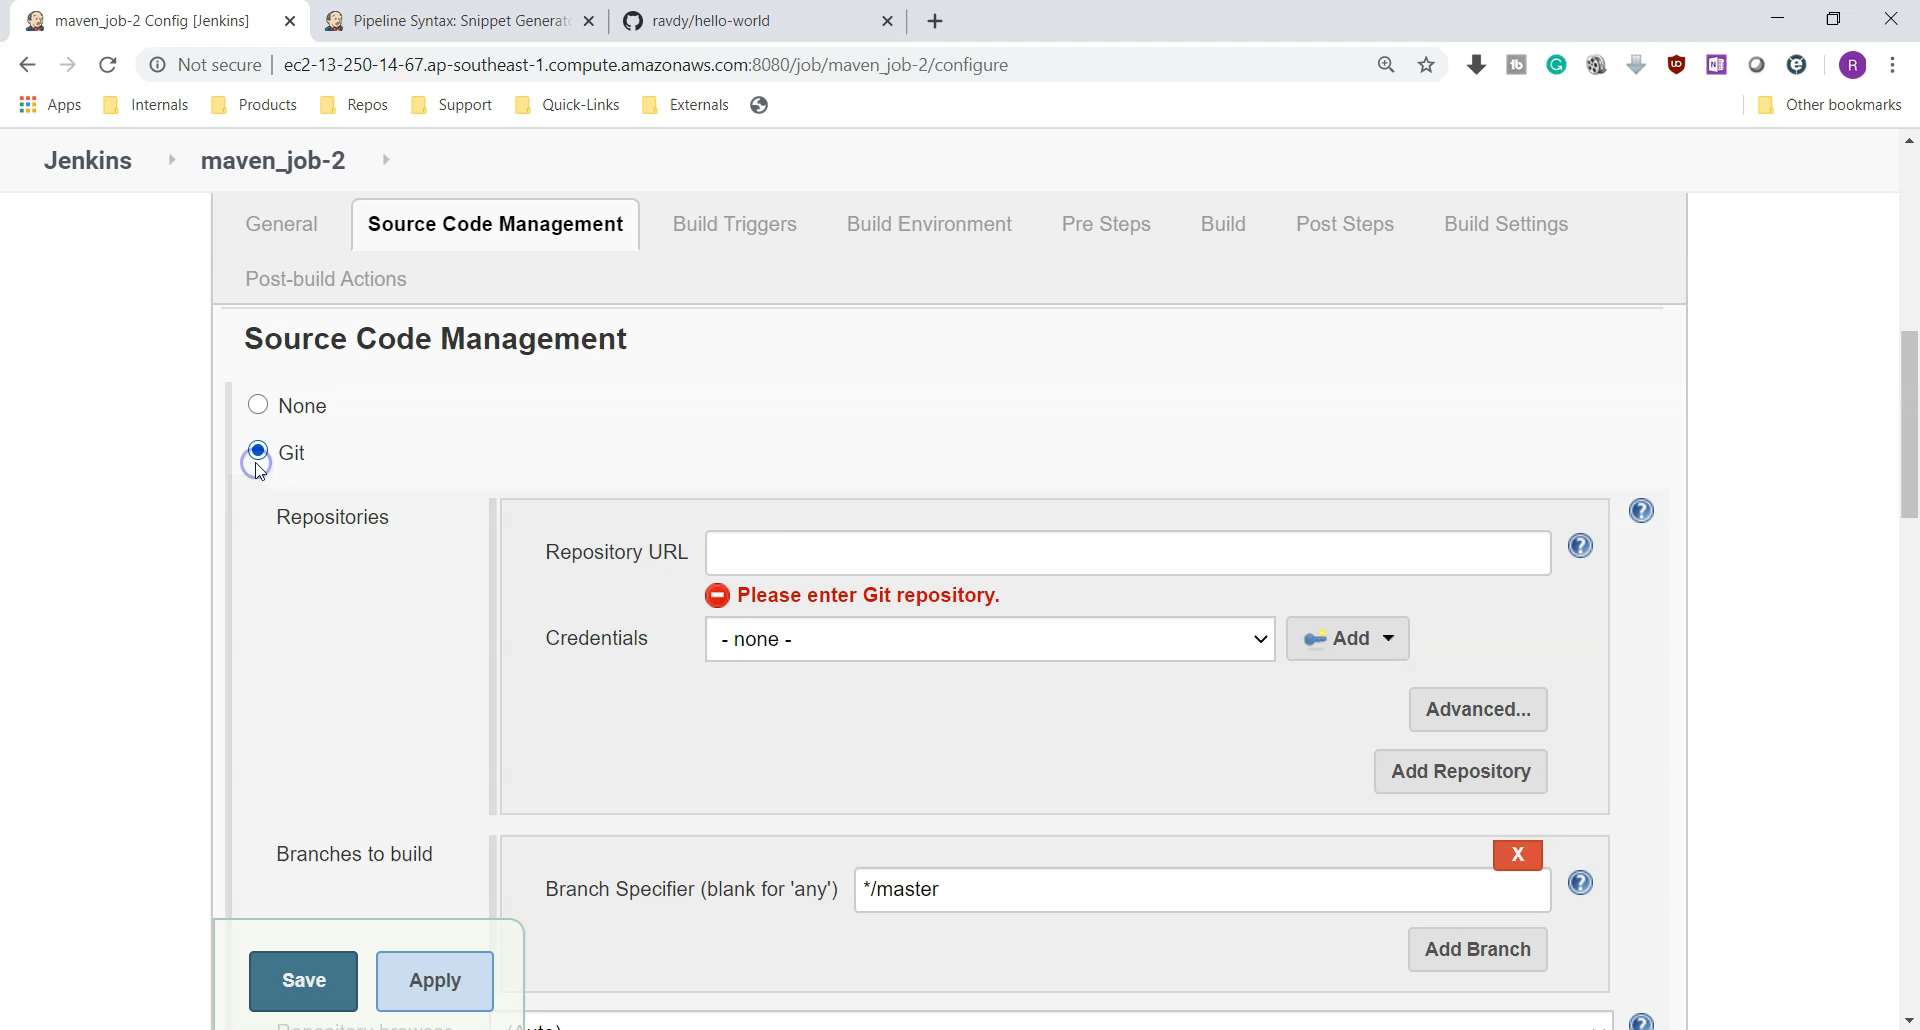 maven_job-2 Config [Jenkins]
Pipeline Syntax: Snippet Generat
ravdy/hello-world
Not secure
ec2-13-250-14-67.ap-southeast-1.compute.amazonaws.com:8080/job/maven_job-2/configure
R
Apps
Internals
Products
Repos
Support
Quick-Links
Externals
Other bookmarks
Jenkins
maven_job-2
General
Source Code Management
Build Triggers
Build Environment
Pre Steps
Build
Post Steps
Build Settings
Post-build Actions
Source Code Management
None
Git
Repositories
Repository URL
Please enter Git repository.
Credentials
- none -
Add
Advanced...
Add Repository
Branches to build
X
Branch Specifier (blank for 'any')
*/master
Add Branch
Save
Apply